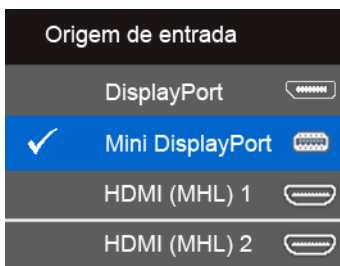 Origem de entrada
DisplayPort
Mini DisplayPort
HDMI (MHL) 1
HDMI (MHL) 2